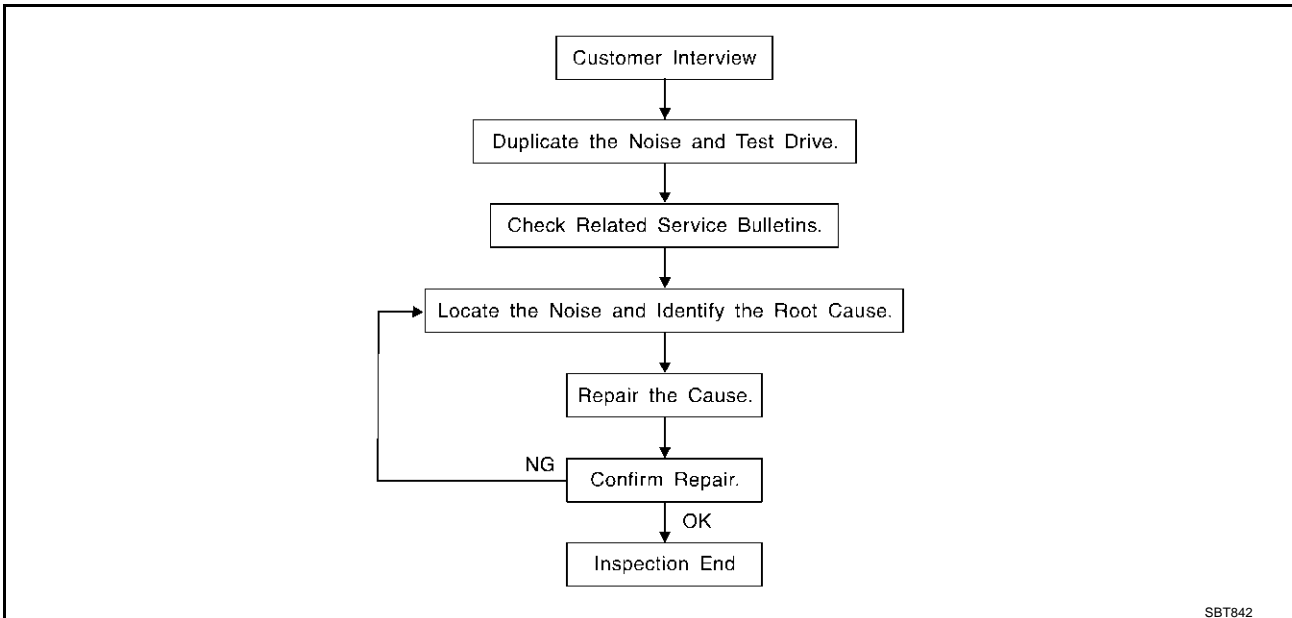 Customer Interview
Duplicate the Noise and Test Drive.
Check Related Service Bulletins.
Locate the Noise and Identify the Root Cause.
Repair the Cause.
NG
Confirm Repair.
OK
Inspection End
SBT842